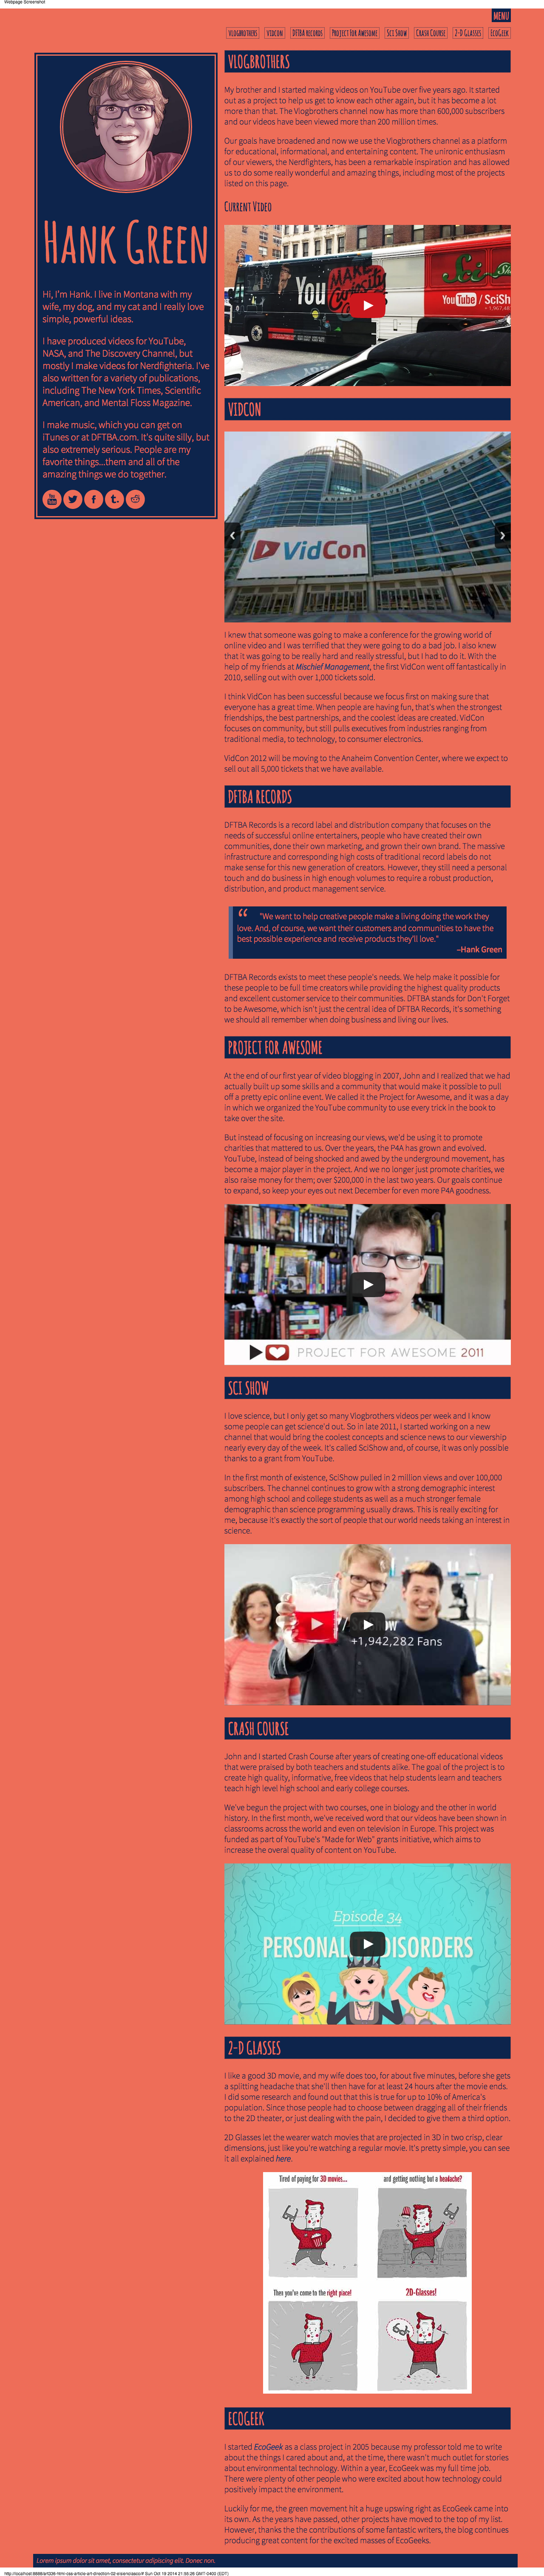 Webpage Screenshot
MENU
VLOGBROTHERS VIDCON DFTBA RECORDS PROJECT FOR AWESOME SCI SHOW CRASH COURSE 2-D GLASSES ECOGEEK
HANK GREEN
Hi, I'm Hank. I live in Montana with my
wife, my dog, and my cat and I really love
simple, powerful ideas.
I have produced videos for YouTube,
NASA, and The Discovery Channel, but
mostly I make videos for Nerdfighteria. I've
also written for a variety of publications,
including The New York Times, Scientific
American, and Mental Floss Magazine.
I make music, which you can get on
iTunes or at DFTBA.com. It's quite silly, but
also extremely serious. People are my
favorite things...them and all of the
amazing things we do together.
VLOGBROTHERS
My brother and I started making videos on YouTube over five years ago. It started
out as a project to help us get to know each other again, but it has become a lot
more than that. The Vlogbrothers channel now has more than 600,000 subscribers
and our videos have been viewed more than 200 million times.
Our goals have broadened and now we use the Vlogbrothers channel as a platform
for educational, informational, and entertaining content. The unironic enthusiasm
of our viewers, the Nerdfighters, has been a remarkable inspiration and has allowed
us to do some really wonderful and amazing things, including most of the projects
listed on this page.
CURRENT VIDEO
You MAKE Curiosity
YouTube / SciSh
VIDCON
ANAHEIM CONVENTION CENTER
VidCon
I knew that someone was going to make a conference for the growing world of
online video and I was terrified that they were going to do a bad job. I also knew
that it was going to be really hard and really stressful, but I had to do it. With the
help of my friends at Mischief Management, the first VidCon went off fantastically in
2010, selling out with over 1,000 tickets sold.
I think VidCon has been successful because we focus first on making sure that
everyone has a great time. When people are having fun, that's when the strongest
friendships, the best partnerships, and the coolest ideas are created. VidCon
focuses on community, but still pulls executives from industries ranging from
traditional media, to technology, to consumer electronics.
VidCon 2012 will be moving to the Anaheim Convention Center, where we expect to
sell out all 5,000 tickets that we have available.
DFTBA RECORDS
DFTBA Records is a record label and distribution company that focuses on the
needs of successful online entertainers, people who have created their own
communities, done their own marketing, and grown their own brand. The massive
infrastructure and corresponding high costs of traditional record labels do not
make sense for this new generation of creators. However, they still need a personal
touch and do business in high enough volumes to require a robust production,
distribution, and product management service.
“ "We want to help creative people make a living doing the work they
love. And, of course, we want their customers and communities to have the
best possible experience and receive products they'll love."
–Hank Green
DFTBA Records exists to meet these people's needs. We help make it possible for
these people to be full time creators while providing the highest quality products
and excellent customer service to their communities. DFTBA stands for Don't Forget
to be Awesome, which isn't just the central idea of DFTBA Records, it's something
we should all remember when doing business and living our lives.
PROJECT FOR AWESOME
At the end of our first year of video blogging in 2007, John and I realized that we had
actually built up some skills and a community that would make it possible to pull
off a pretty epic online event. We called it the Project for Awesome, and it was a day
in which we organized the YouTube community to use every trick in the book to
take over the site.
But instead of focusing on increasing our views, we'd be using it to promote
charities that mattered to us. Over the years, the P4A has grown and evolved.
YouTube, instead of being shocked and awed by the underground movement, has
become a major player in the project. And we no longer just promote charities, we
also raise money for them; over $200,000 in the last two years. Our goals continue
to expand, so keep your eyes out next December for even more P4A goodness.
PROJECT FOR AWESOME 2011
SCI SHOW
I love science, but I only get so many Vlogbrothers videos per week and I know
some people can get science'd out. So in late 2011, I started working on a new
channel that would bring the coolest concepts and science news to our viewership
nearly every day of the week. It's called SciShow and, of course, it was only possible
thanks to a grant from YouTube.
In the first month of existence, SciShow pulled in 2 million views and over 100,000
subscribers. The channel continues to grow with a strong demographic interest
among high school and college students as well as a much stronger female
demographic than science programming usually draws. This is really exciting for
me, because it's exactly the sort of people that our world needs taking an interest in
science.
+1,942,282 Fans
CRASH COURSE
John and I started Crash Course after years of creating one-off educational videos
that were praised by both teachers and students alike. The goal of the project is to
create high quality, informative, free videos that help students learn and teachers
teach high level high school and early college courses.
We've begun the project with two courses, one in biology and the other in world
history. In the first month, we've received word that our videos have been shown in
classrooms across the world and even on television in Europe. This project was
funded as part of YouTube's "Made for Web" grants initiative, which aims to
increase the overal quality of content on YouTube.
Episode 34
PERSONAL DISORDERS
2-D GLASSES
I like a good 3D movie, and my wife does too, for about five minutes, before she gets
a splitting headache that she'll then have for at least 24 hours after the movie ends.
I did some research and found out that this is true for up to 10% of America's
population. Since those people had to choose between dragging all of their friends
to the 2D theater, or just dealing with the pain, I decided to give them a third option.
2D Glasses let the wearer watch movies that are projected in 3D in two crisp, clear
dimensions, just like you're watching a regular movie. It's pretty simple, you can see
it all explained here.
Tired of paying for 3D movies...
and getting notting but a headache?
Then you've come to the right place!
2D-Glasses!
ECOGEEK
I started EcoGeek as a class project in 2005 because my professor told me to write
about the things I cared about and, at the time, there wasn't much outlet for stories
about environmental technology. Within a year, EcoGeek was my full time job.
There were plenty of other people who were excited about how technology could
positively impact the environment.
Luckily for me, the green movement hit a huge upswing right as EcoGeek came into
its own. As the years have passed, other projects have moved to the top of my list.
However, thanks the the contributions of some fantastic writers, the blog continues
producing great content for the excited masses of EcoGeeks.
Lorem ipsum dolor sit amet, consectetur adipiscing elit. Donec non.